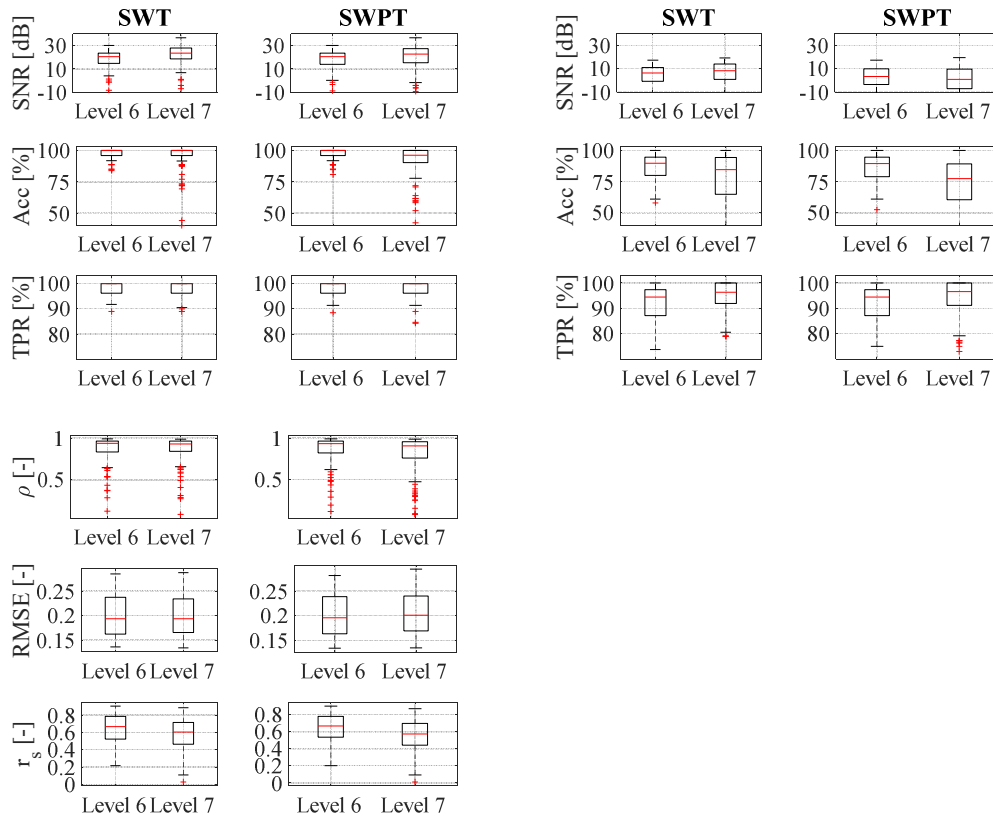 SWT SWPT SWT SWPT
SNR [dB] 30 10 -10 Level 6 Level 7
30 10 -10 Level 6 Level 7
SNR [dB] 30 10 -10 Level 6 Level 7
30 10 -10 Level 6 Level 7
Acc [%] 100 75 50 Level 6 Level 7
100 75 50 Level 6 Level 7
Acc [%] 100 75 50 Level 6 Level 7
100 75 50 Level 6 Level 7
TPR [%] 100 90 80 Level 6 Level 7
100 90 80 Level 6 Level 7
TPR [%] 100 90 80 Level 6 Level 7
100 90 80 Level 6 Level 7
ρ [-] 1 0.5 Level 6 Level 7
1 0.5 Level 6 Level 7
RMSE [-] 0.25 0.2 0.15 Level 6 Level 7
0.25 0.2 0.15 Level 6 Level 7
r_s [-] 0.8 0.6 0.4 0.2 0 Level 6 Level 7
0.8 0.6 0.4 0.2 0 Level 6 Level 7